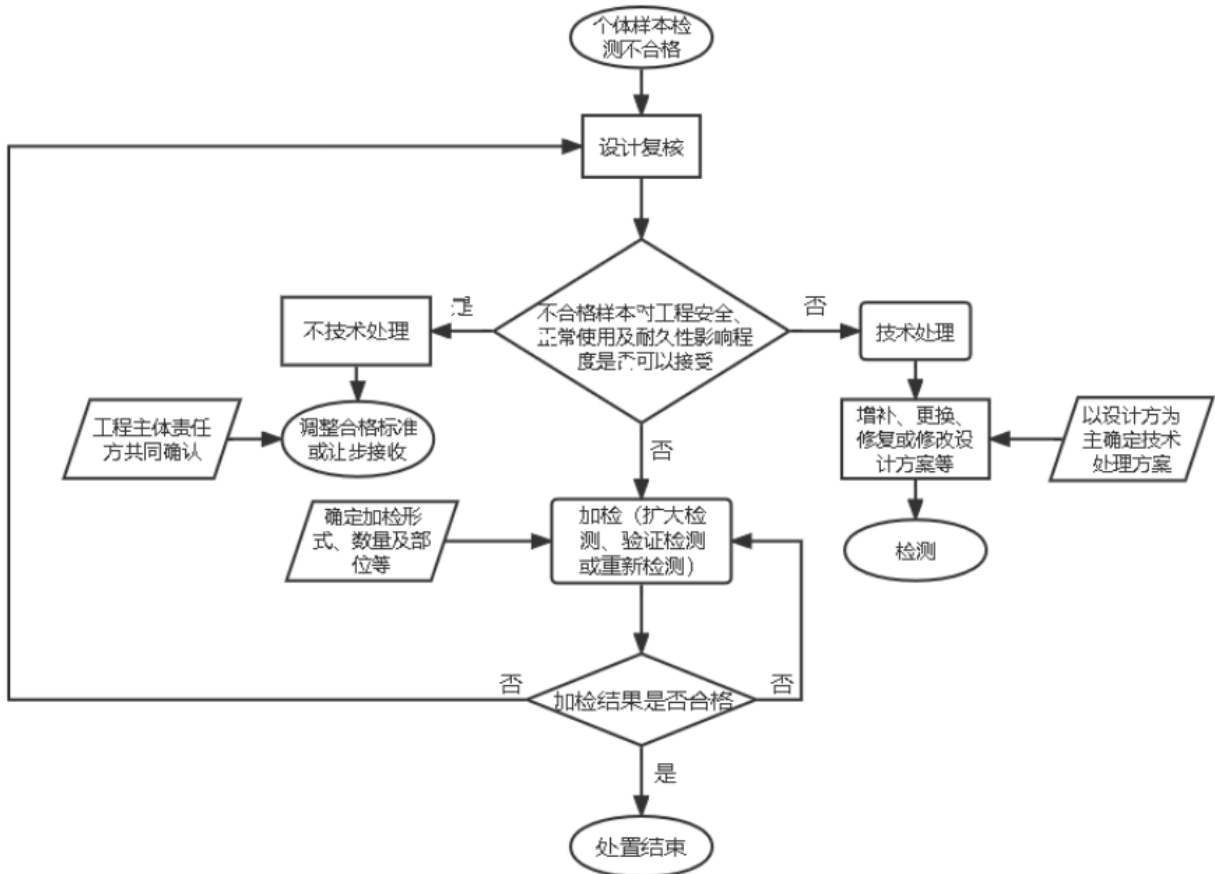 个体样本检
测不合格
设计复核
不合格样本对工程安全、
正常使用及耐久性影响程
度是否可以接受
是
否
不技术处理
技术处理
工程主体责任
方共同确认
调整合格标准
或让步接收
增补、更换、
修复或修改设
计方案等
以设计方为
主确定技术
处理方案
否
确定加检形
式、数量及部
位等
加检（扩大检
测、验证检测
或重新检测）
检测
否
加检结果是否合格
否
是
处置结束